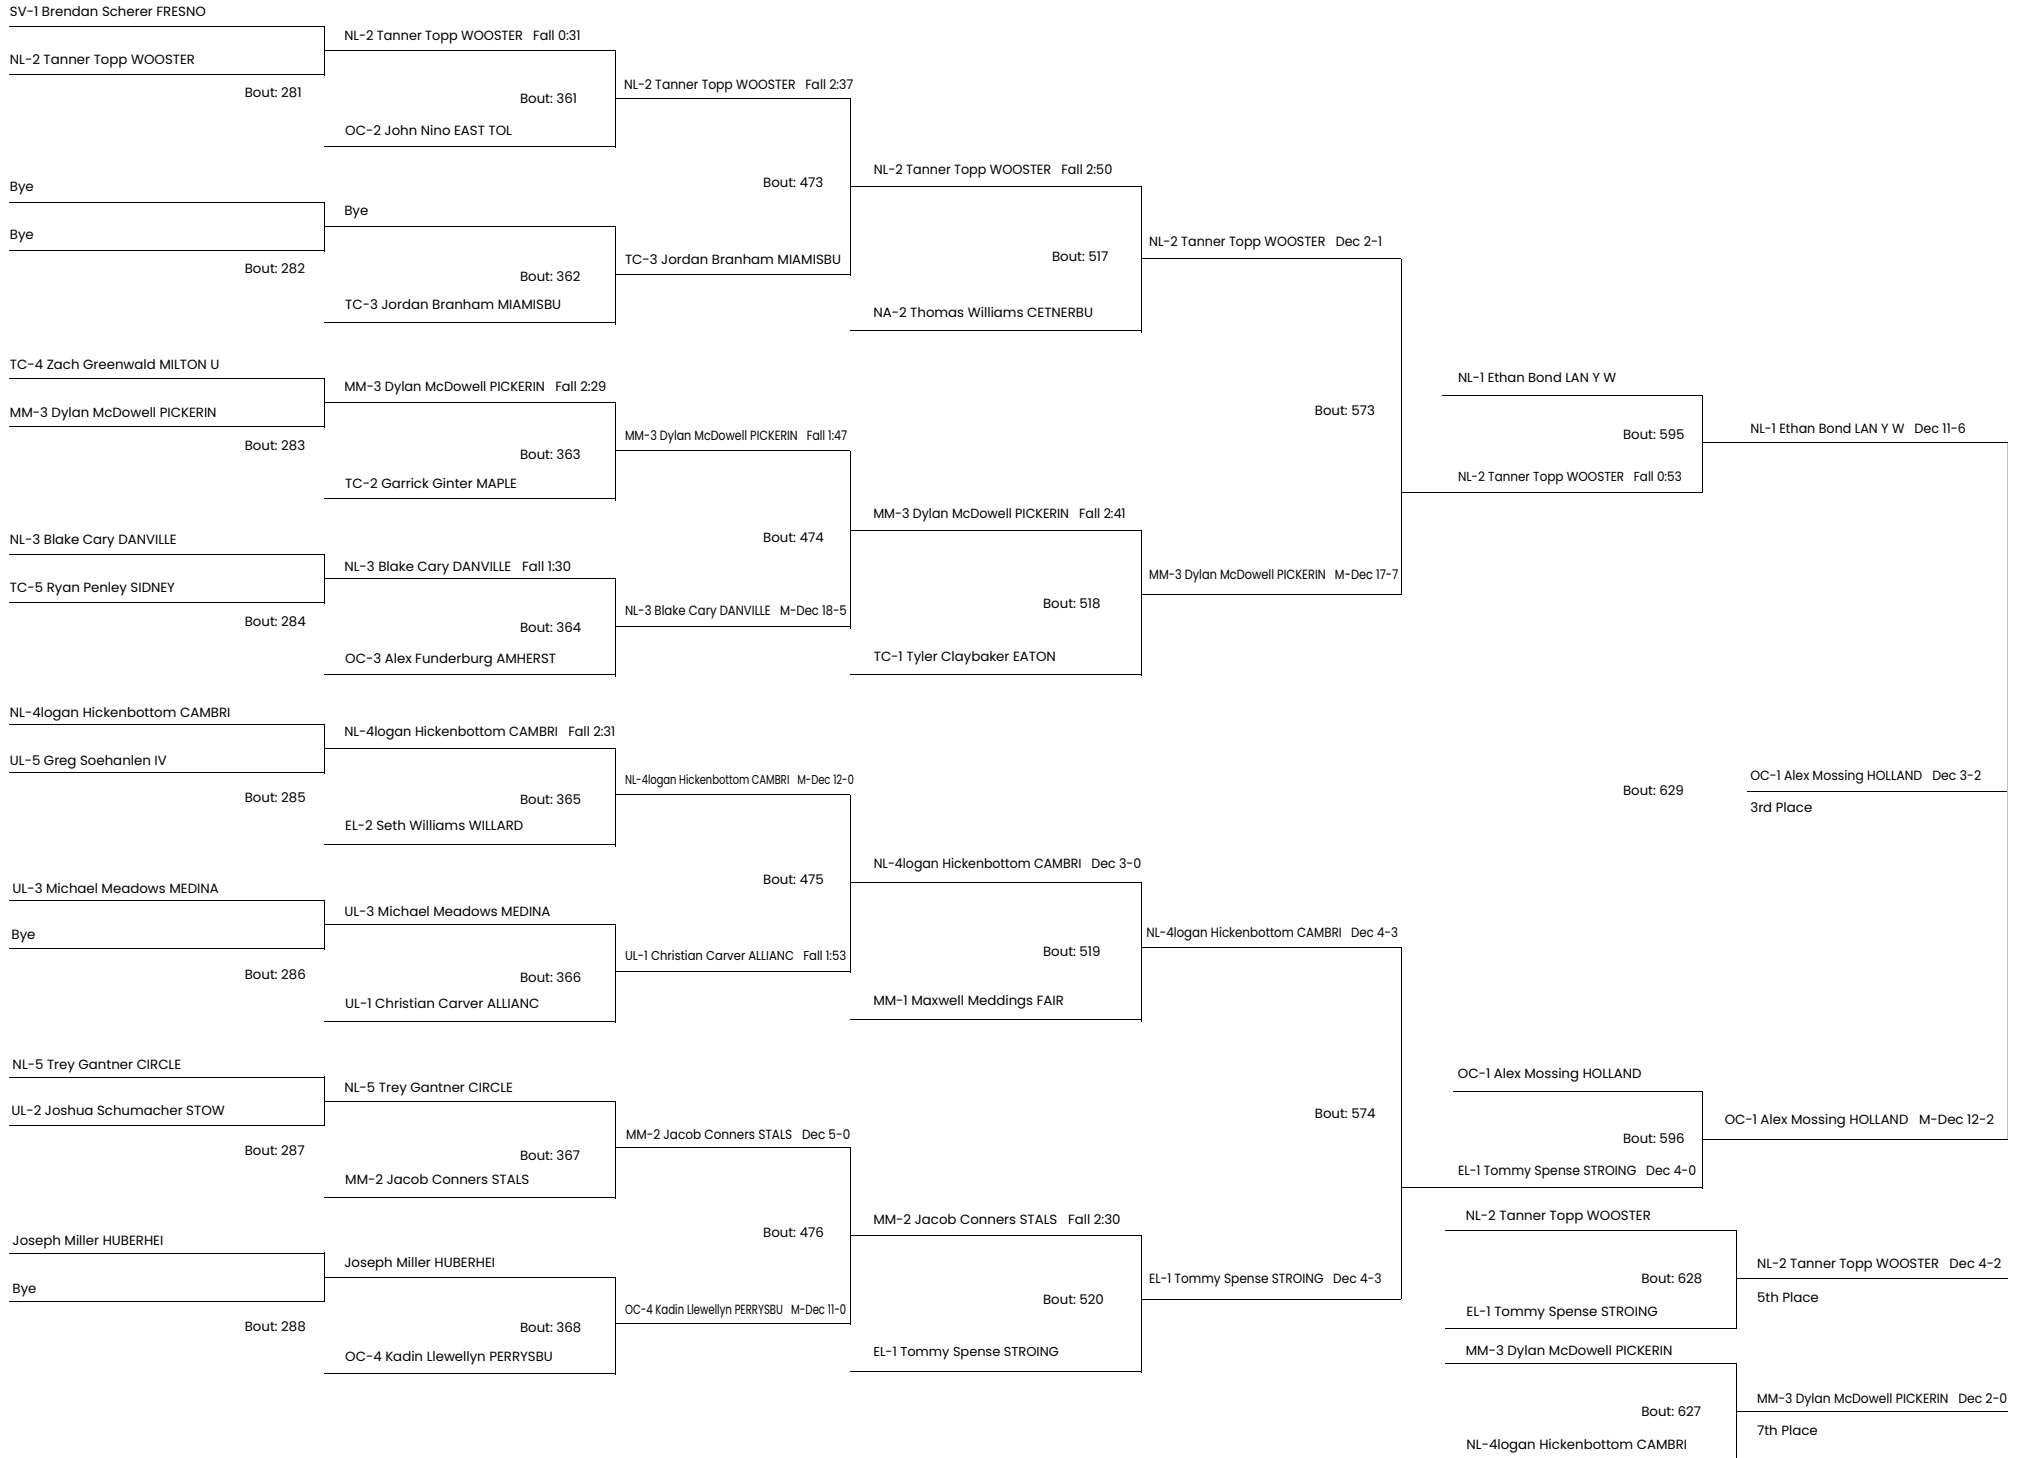 SV-1 Brendan Scherer FRESNO
NL-2 Tanner Topp WOOSTER
Bout: 281
Bye
Bye
Bout: 282
TC-4 Zach Greenwald MILTON U
MM-3 Dylan McDowell PICKERIN
Bout: 283
NL-3 Blake Cary DANVILLE
TC-5 Ryan Penley SIDNEY
Bout: 284
NL-4logan Hickenbottom CAMBRI
UL-5 Greg Soehanlen IV
Bout: 285
UL-3 Michael Meadows MEDINA
Bye
Bout: 286
NL-5 Trey Gantner CIRCLE
UL-2 Joshua Schumacher STOW
Bout: 287
Joseph Miller HUBERHEI
Bye
Bout: 288
NL-2 Tanner Topp WOOSTER Fall 0:31
Bout: 361
OC-2 John Nino EAST TOL
Bye
Bout: 362
TC-3 Jordan Branham MIAMISBU
MM-3 Dylan McDowell PICKERIN Fall 2:29
Bout: 363
TC-2 Garrick Ginter MAPLE
NL-3 Blake Cary DANVILLE Fall 1:30
Bout: 364
OC-3 Alex Funderburg AMHERST
NL-4logan Hickenbottom CAMBRI Fall 2:31
Bout: 365
EL-2 Seth Williams WILLARD
UL-3 Michael Meadows MEDINA
Bout: 366
UL-1 Christian Carver ALLIANC
NL-5 Trey Gantner CIRCLE
Bout: 367
MM-2 Jacob Conners STALS
Joseph Miller HUBERHEI
Bout: 368
OC-4 Kadin Llewellyn PERRYSBU
NL-2 Tanner Topp WOOSTER Fall 2:37
Bout: 473
TC-3 Jordan Branham MIAMISBU
MM-3 Dylan McDowell PICKERIN Fall 1:47
Bout: 474
NL-3 Blake Cary DANVILLE M-Dec 18-5
NL-4logan Hickenbottom CAMBRI M-Dec 12-0
Bout: 475
UL-1 Christian Carver ALLIANC Fall 1:53
MM-2 Jacob Conners STALS Dec 5-0
Bout: 476
OC-4 Kadin Llewellyn PERRYSBU M-Dec 11-0
NL-2 Tanner Topp WOOSTER Fall 2:50
Bout: 517
NA-2 Thomas Williams CETNERBU
MM-3 Dylan McDowell PICKERIN Fall 2:41
Bout: 518
TC-1 Tyler Claybaker EATON
NL-4logan Hickenbottom CAMBRI Dec 3-0
Bout: 519
MM-1 Maxwell Meddings FAIR
MM-2 Jacob Conners STALS Fall 2:30
Bout: 520
EL-1 Tommy Spense STROING
NL-2 Tanner Topp WOOSTER Dec 2-1
Bout: 573
MM-3 Dylan McDowell PICKERIN M-Dec 17-7
NL-4logan Hickenbottom CAMBRI Dec 4-3
Bout: 574
EL-1 Tommy Spense STROING Dec 4-3
NL-1 Ethan Bond LAN Y W
Bout: 595
NL-2 Tanner Topp WOOSTER Fall 0:53
OC-1 Alex Mossing HOLLAND
Bout: 596
EL-1 Tommy Spense STROING Dec 4-0
NL-1 Ethan Bond LAN Y W Dec 11-6
Bout: 629
OC-1 Alex Mossing HOLLAND Dec 3-2
3rd Place
OC-1 Alex Mossing HOLLAND M-Dec 12-2
NL-2 Tanner Topp WOOSTER
Bout: 628
EL-1 Tommy Spense STROING
NL-2 Tanner Topp WOOSTER Dec 4-2
5th Place
MM-3 Dylan McDowell PICKERIN
Bout: 627
NL-4logan Hickenbottom CAMBRI
MM-3 Dylan McDowell PICKERIN Dec 2-0
7th Place